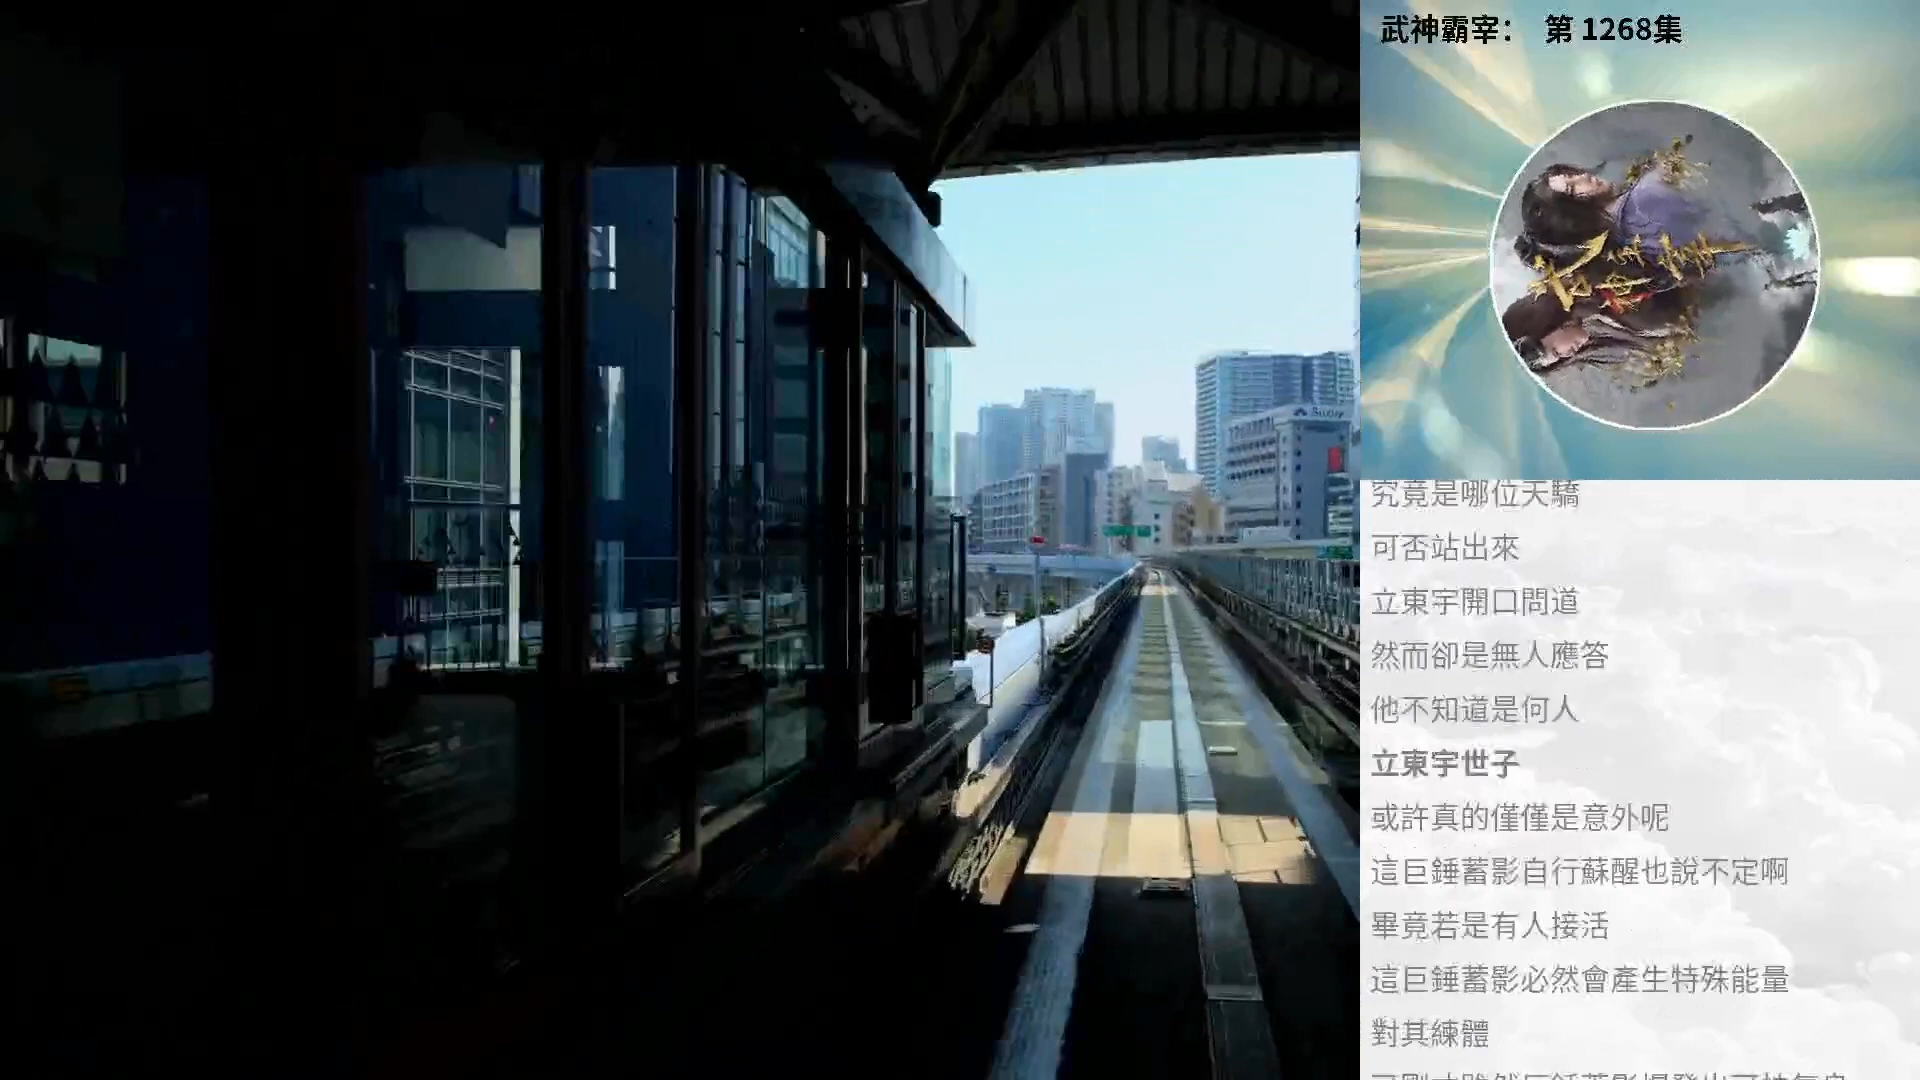 武神霸宰： 第 1268集
究竟是哪位天驕
可否站出來
立東宇開口問道
然而卻是無人應答
他不知道是何人
立東宇世子
或許真的僅僅是意外呢
這巨錘蓄影自行蘇醒也說不定啊
畢竟若是有人接活
這巨錘蓄影必然會產生特殊能量
對其練體